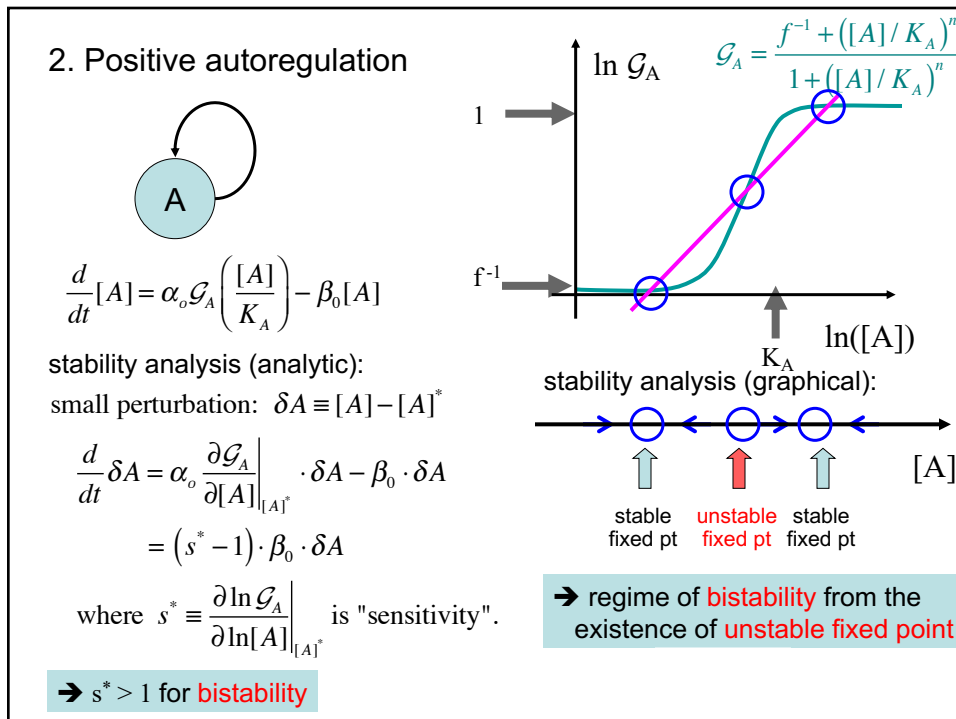 2. Positive autoregulation
A
d/dt [A] = α_o 𝒢_A ([A]/K_A) − β_0[A]
stability analysis (analytic):
small perturbation: δA ≡ [A] − [A]^*
d/dt δA = α_o ∂𝒢_A/∂[A] |_{[A]^*} · δA − β_0 · δA
= (s^* − 1) · β_0 · δA
where s^* ≡ ∂ ln 𝒢_A/∂ ln[A] |_{[A]^*} is "sensitivity".
➔ s^* > 1 for bistability
ln 𝒢_A
𝒢_A = (f^{-1} + ([A] / K_A)^n)/(1 + ([A] / K_A)^n)
1
f^{-1}
ln([A])
K_A
stability analysis (graphical):
[A]
stable fixed pt
unstable fixed pt
stable fixed pt
➔ regime of bistability from the
existence of unstable fixed point